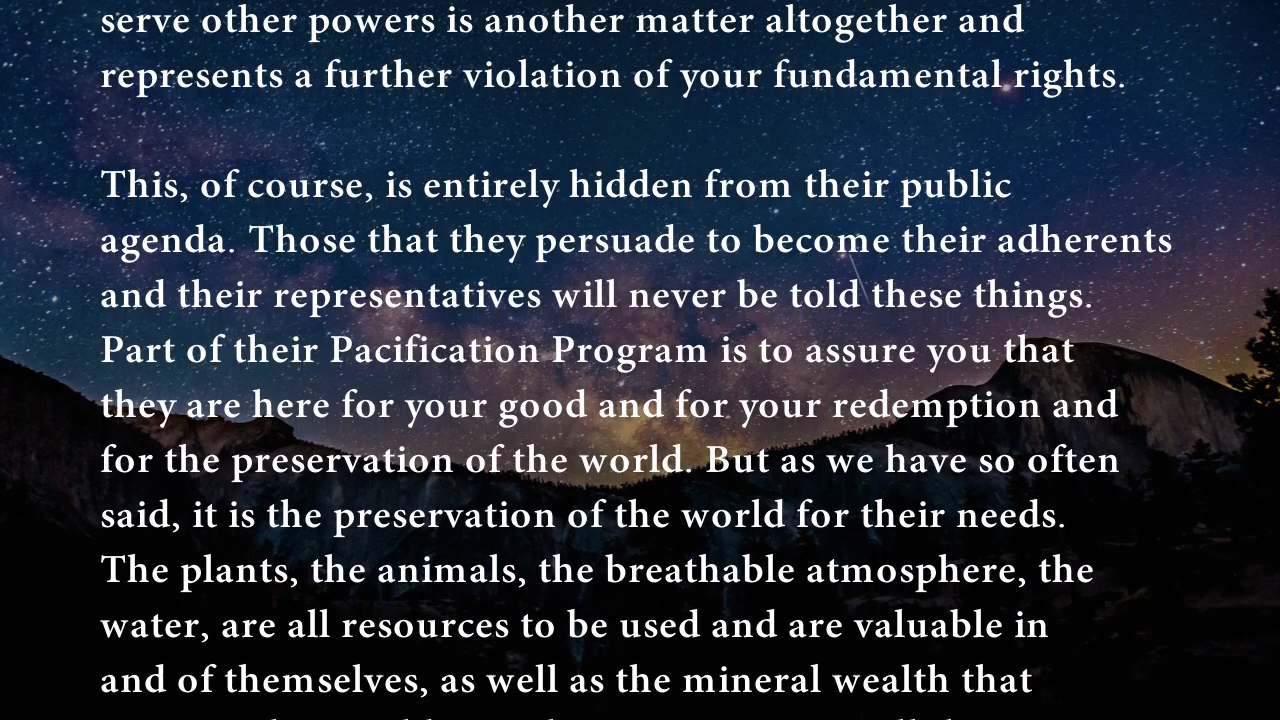 serve other powers is another matter altogether and
represents a further violation of your fundamental rights.
This, of course, is entirely hidden from their public
agenda. Those that they persuade to become their adherents
and their representatives will never be told these things.
Part of their Pacification Program is to assure you that
they are here for your good and for your redemption and
for the preservation of the world. But as we have so often
said, it is the preservation of the world for their needs.
The plants, the animals, the breathable atmosphere, the
water, are all resources to be used and are valuable in
and of themselves, as well as the mineral wealth that